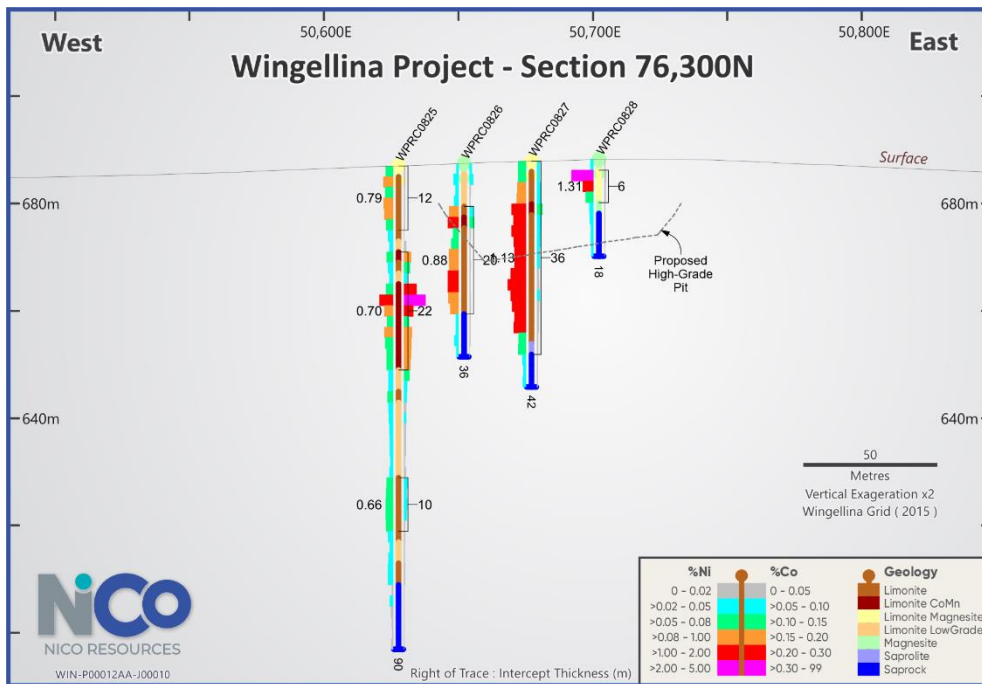 50,600E
50,700E
50,800E
West
East
Wingellina Project - Section 76,300N
WPRC0825
WPRC0826
WPRC0827
WPRC0828
Surface
680m
680m
0.79
12
1.31
6
0.88
20
1.13
36
18
Proposed
High-Grade
Pit
0.70
22
36
42
640m
640m
50
Metres
Vertical Exageration x2
Wingellina Grid ( 2015 )
0.66
10
90
NiCo
NICO RESOURCES
WIN-P00012AA-J00010
Right of Trace : Intercept Thickness (m)
%Ni %Co Geology
0 - 0.02 0 - 0.05 Limonite
>0.02 - 0.05 >0.05 - 0.10 Limonite CoMn
>0.05 - 0.08 >0.10 - 0.15 Limonite Magnesite
>0.08 - 1.00 >0.15 - 0.20 Limonite LowGrade
>1.00 - 2.00 >0.20 - 0.30 Magnesite
>2.00 - 5.00 >0.30 - 99 Saprolite
Saprock